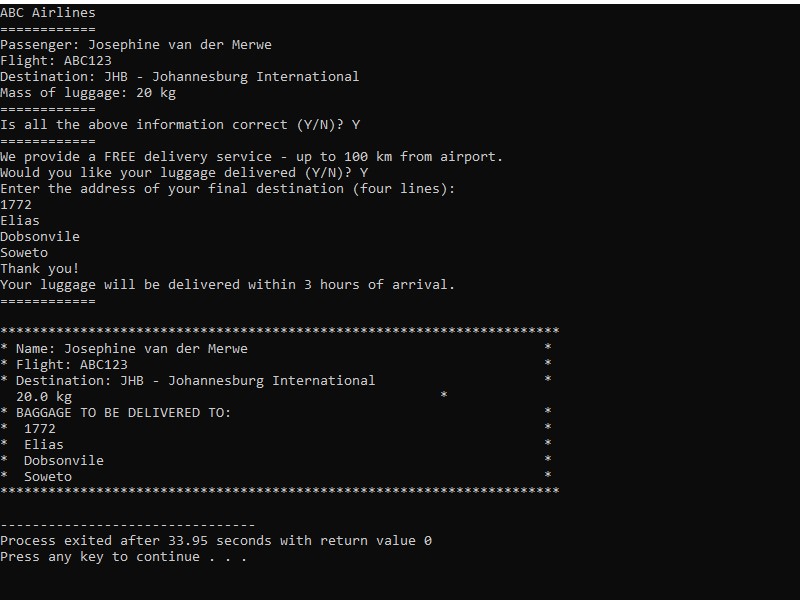 ABC Airlines
============
Passenger: Josephine van der Merwe
Flight: ABC123
Destination: JHB - Johannesburg International
Mass of luggage: 20 kg
============
Is all the above information correct (Y/N)? Y
============
We provide a FREE delivery service - up to 100 km from airport.
Would you like your luggage delivered (Y/N)? Y
Enter the address of your final destination (four lines):
1772
Elias
Dobsonvile
Soweto
Thank you!
Your luggage will be delivered within 3 hours of arrival.
============
**********************************************************************
* Name: Josephine van der Merwe                                     *
* Flight: ABC123                                                    *
* Destination: JHB - Johannesburg International                     *
  20.0 kg                                              *
* BAGGAGE TO BE DELIVERED TO:                                       *
*  1772                                                             *
*  Elias                                                            *
*  Dobsonvile                                                       *
*  Soweto                                                           *
**********************************************************************
--------------------------------
Process exited after 33.95 seconds with return value 0
Press any key to continue . . .